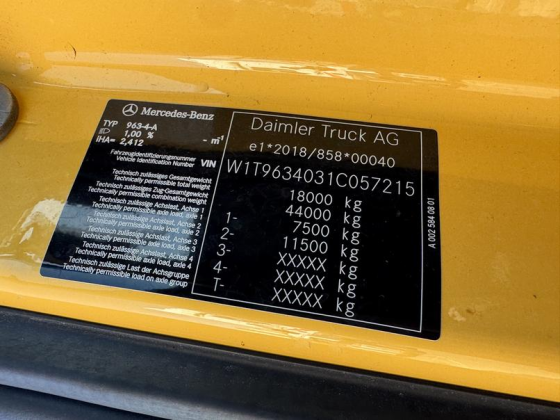 Mercedes-Benz
TYP 963-4-A
1,00 %
iHA= 2,412 - m⁻¹
Daimler Truck AG
e1*2018/858*00040
Fahrzeugidentifizierungsnummer
Vehicle Identification Number VIN W1T9634031C057215
Technisch zulässiges Gesamtgewicht
Technically permissible total weight 18000 kg
Technisch zulässiges Zug-Gesamtgewicht
Technically permissible combination weight 44000 kg
Technisch zulässige Achslast, Achse 1
Technically permissible axle load, axle 1 1- 7500 kg
Technisch zulässige Achslast, Achse 2
Technically permissible axle load, axle 2 2- 11500 kg
Technisch zulässige Achslast, Achse 3
Technically permissible axle load, axle 3 3- XXXXX kg
Technisch zulässige Achslast, Achse 4
Technically permissible axle load, axle 4 4- XXXXX kg
Technisch zulässige Last der Achsgruppe
Technically permissible load on axle group T- XXXXX kg
A 002 584 08 01